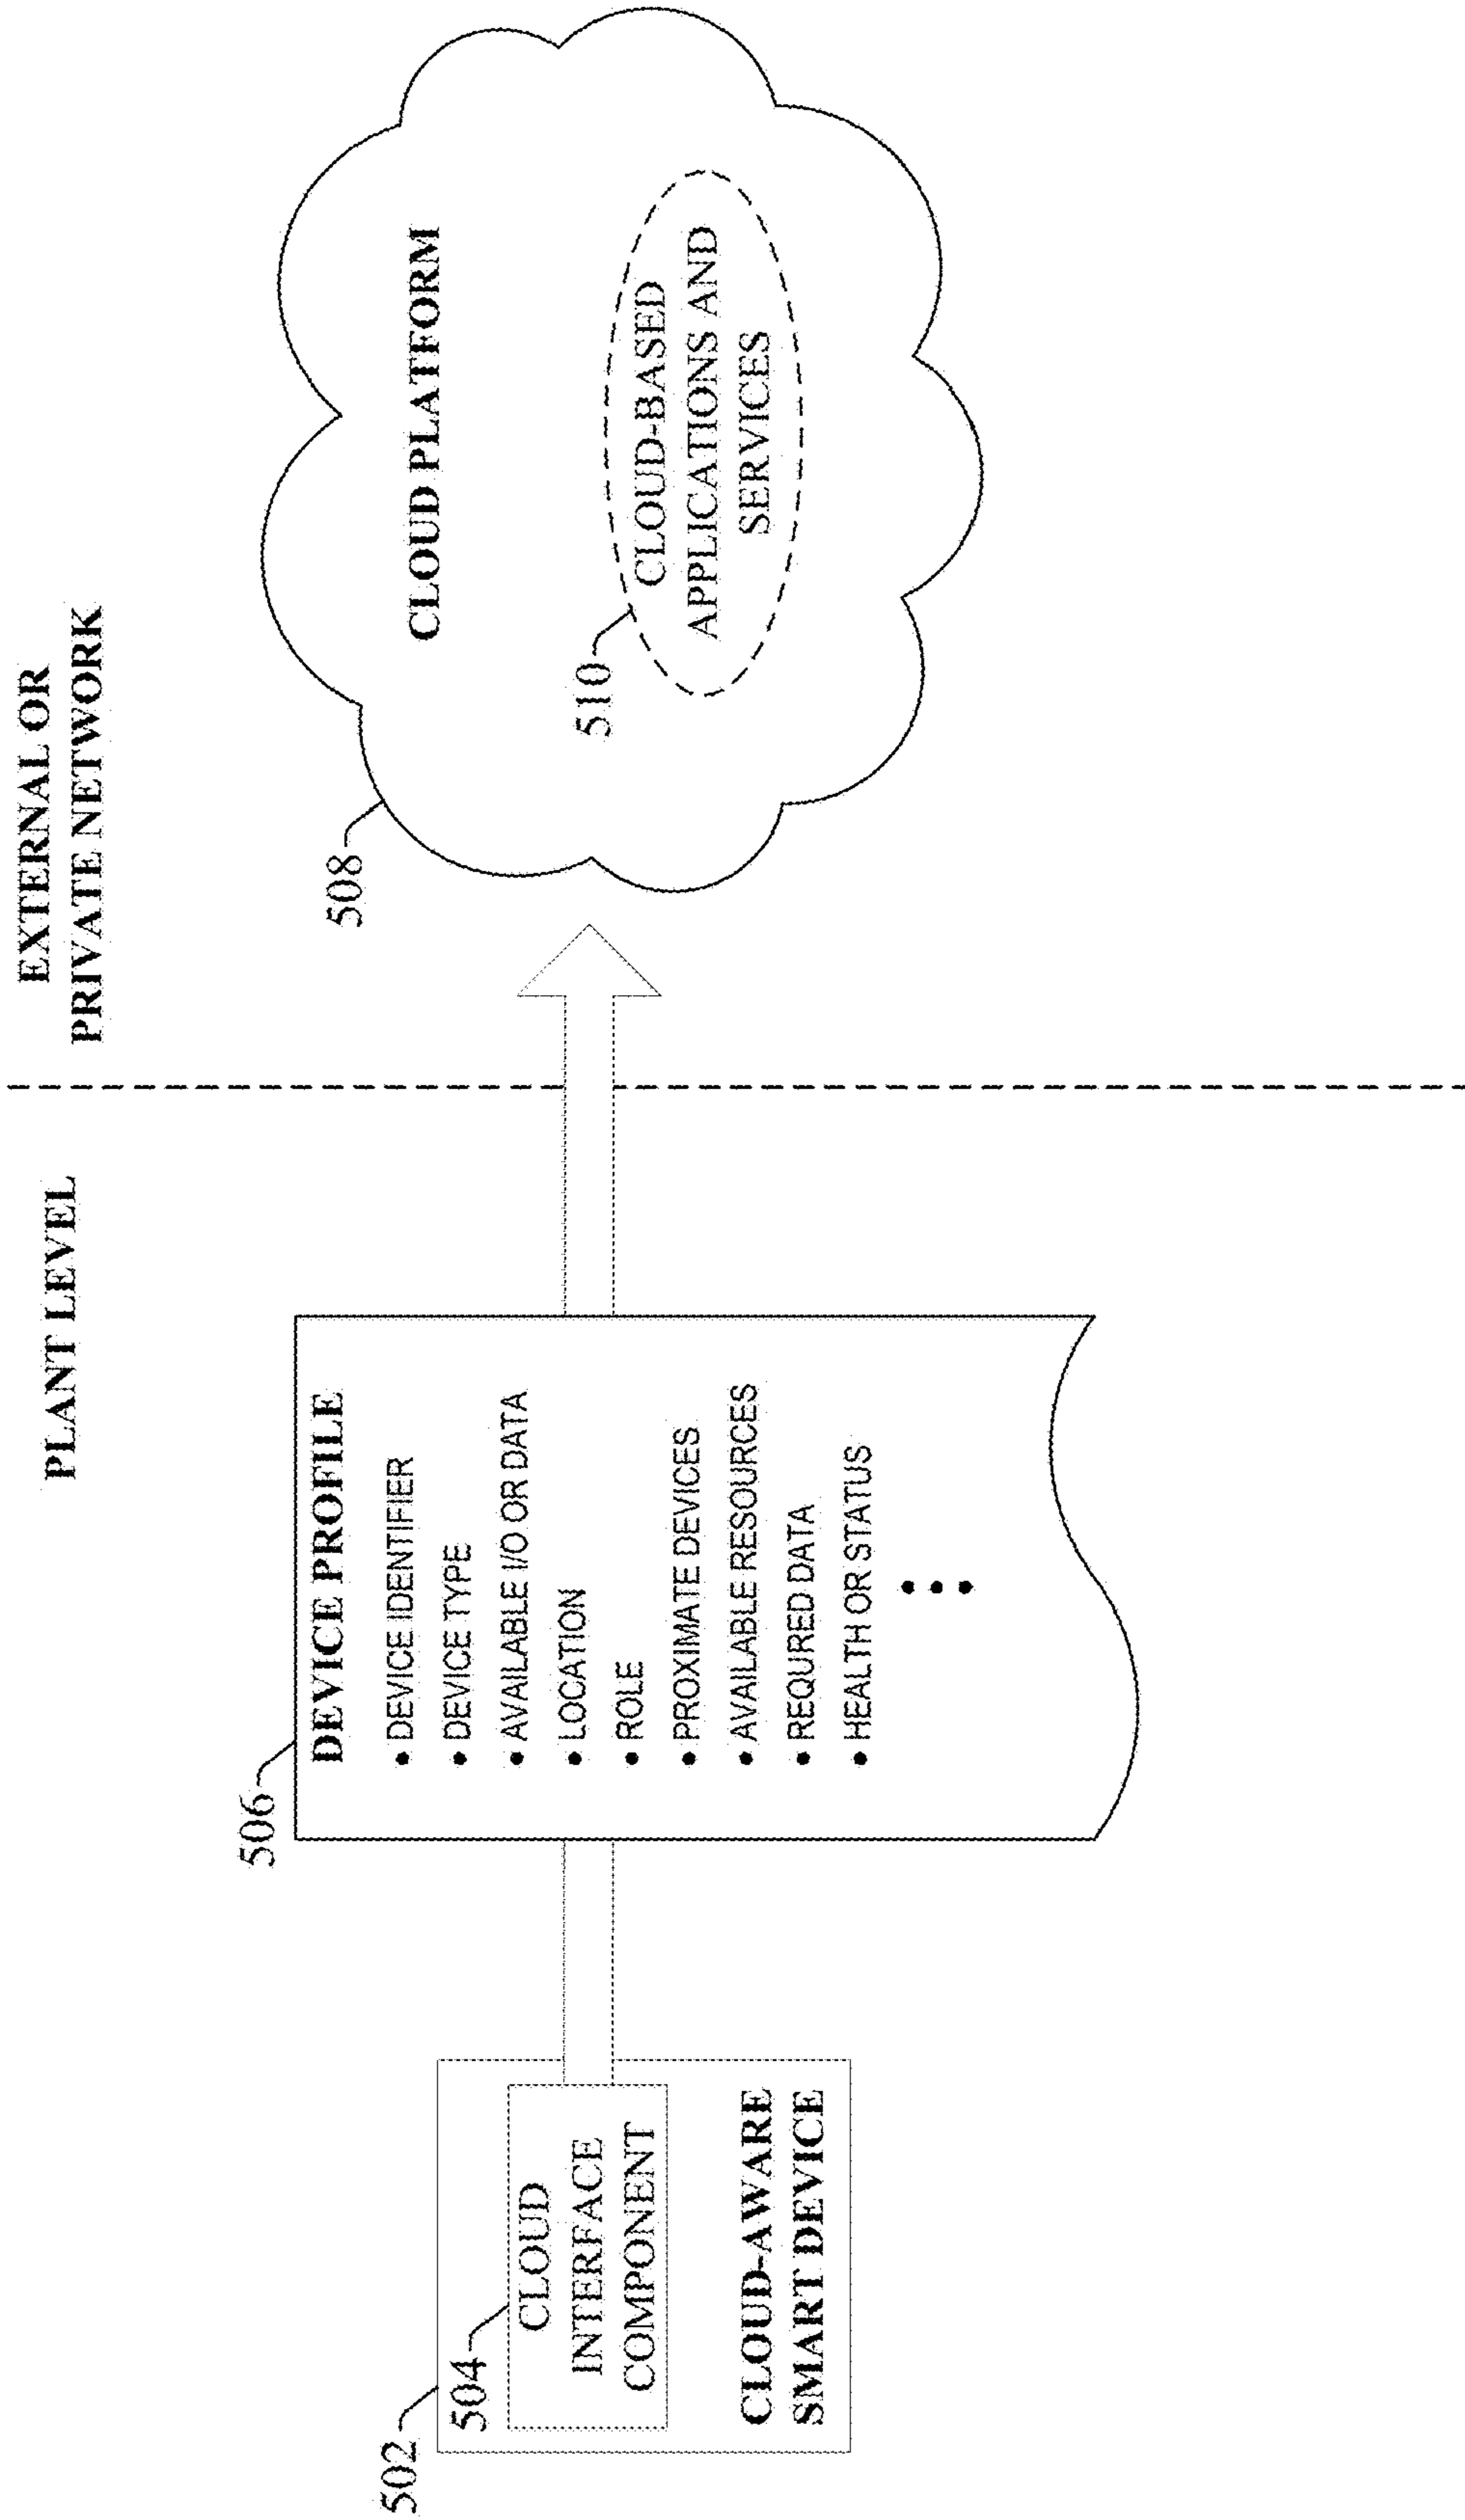 PLANT LEVEL
EXTERNAL OR
PRIVATE NETWORK
502
504
CLOUD
INTERFACE
COMPONENT
CLOUD-AWARE
SMART DEVICE
506
DEVICE PROFILE
• DEVICE IDENTIFIER
• DEVICE TYPE
• AVAILABLE I/O OR DATA
• LOCATION
• ROLE
• PROXIMATE DEVICES
• AVAILABLE RESOURCES
• REQURED DATA
• HEALTH OR STATUS
508
CLOUD PLATFORM
510
CLOUD-BASED
APPLICATIONS AND
SERVICES